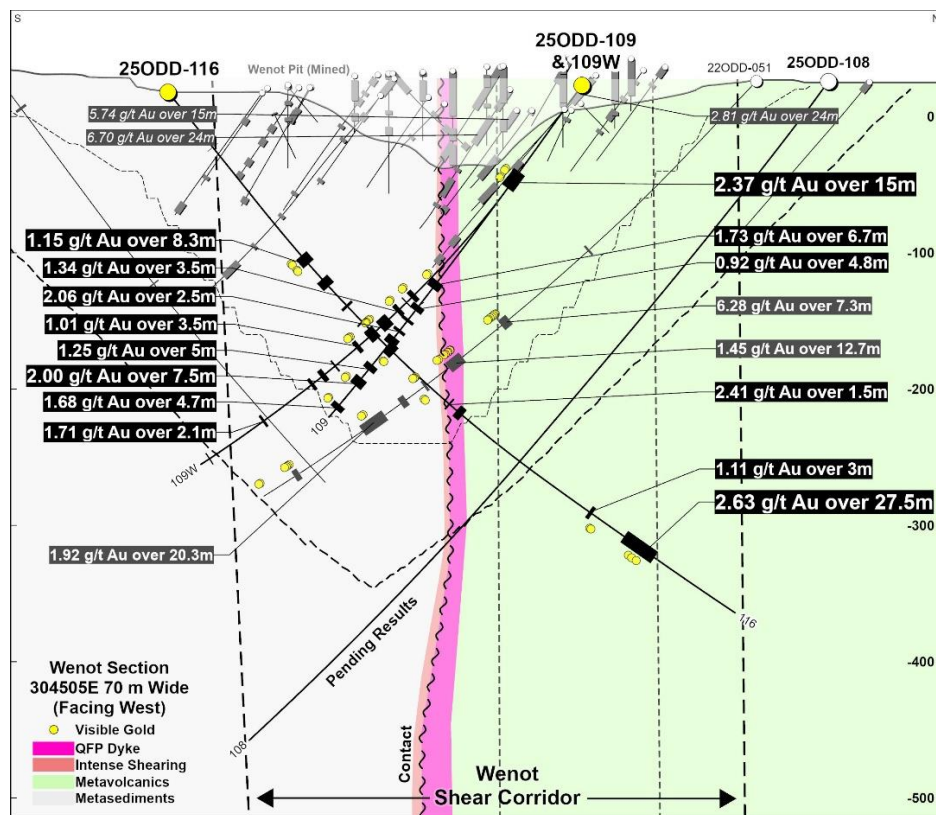 S
N
25ODD-116
Wenot Pit (Mined)
25ODD-109
& 109W
22ODD-051
25ODD-108
5.74 g/t Au over 15m
6.70 g/t Au over 24m
2.81 g/t Au over 24m
0
2.37 g/t Au over 15m
1.15 g/t Au over 8.3m
1.34 g/t Au over 3.5m
2.06 g/t Au over 2.5m
1.01 g/t Au over 3.5m
1.25 g/t Au over 5m
2.00 g/t Au over 7.5m
1.68 g/t Au over 4.7m
1.71 g/t Au over 2.1m
1.73 g/t Au over 6.7m
0.92 g/t Au over 4.8m
-100
6.28 g/t Au over 7.3m
1.45 g/t Au over 12.7m
-200
2.41 g/t Au over 1.5m
109
109W
1.11 g/t Au over 3m
2.63 g/t Au over 27.5m
-300
1.92 g/t Au over 20.3m
116
Pending Results
-400
108
Contact
Wenot Section
304505E 70 m Wide
(Facing West)
Visible Gold
QFP Dyke
Intense Shearing
Metavolcanics
Metasediments
Wenot
Shear Corridor
-500